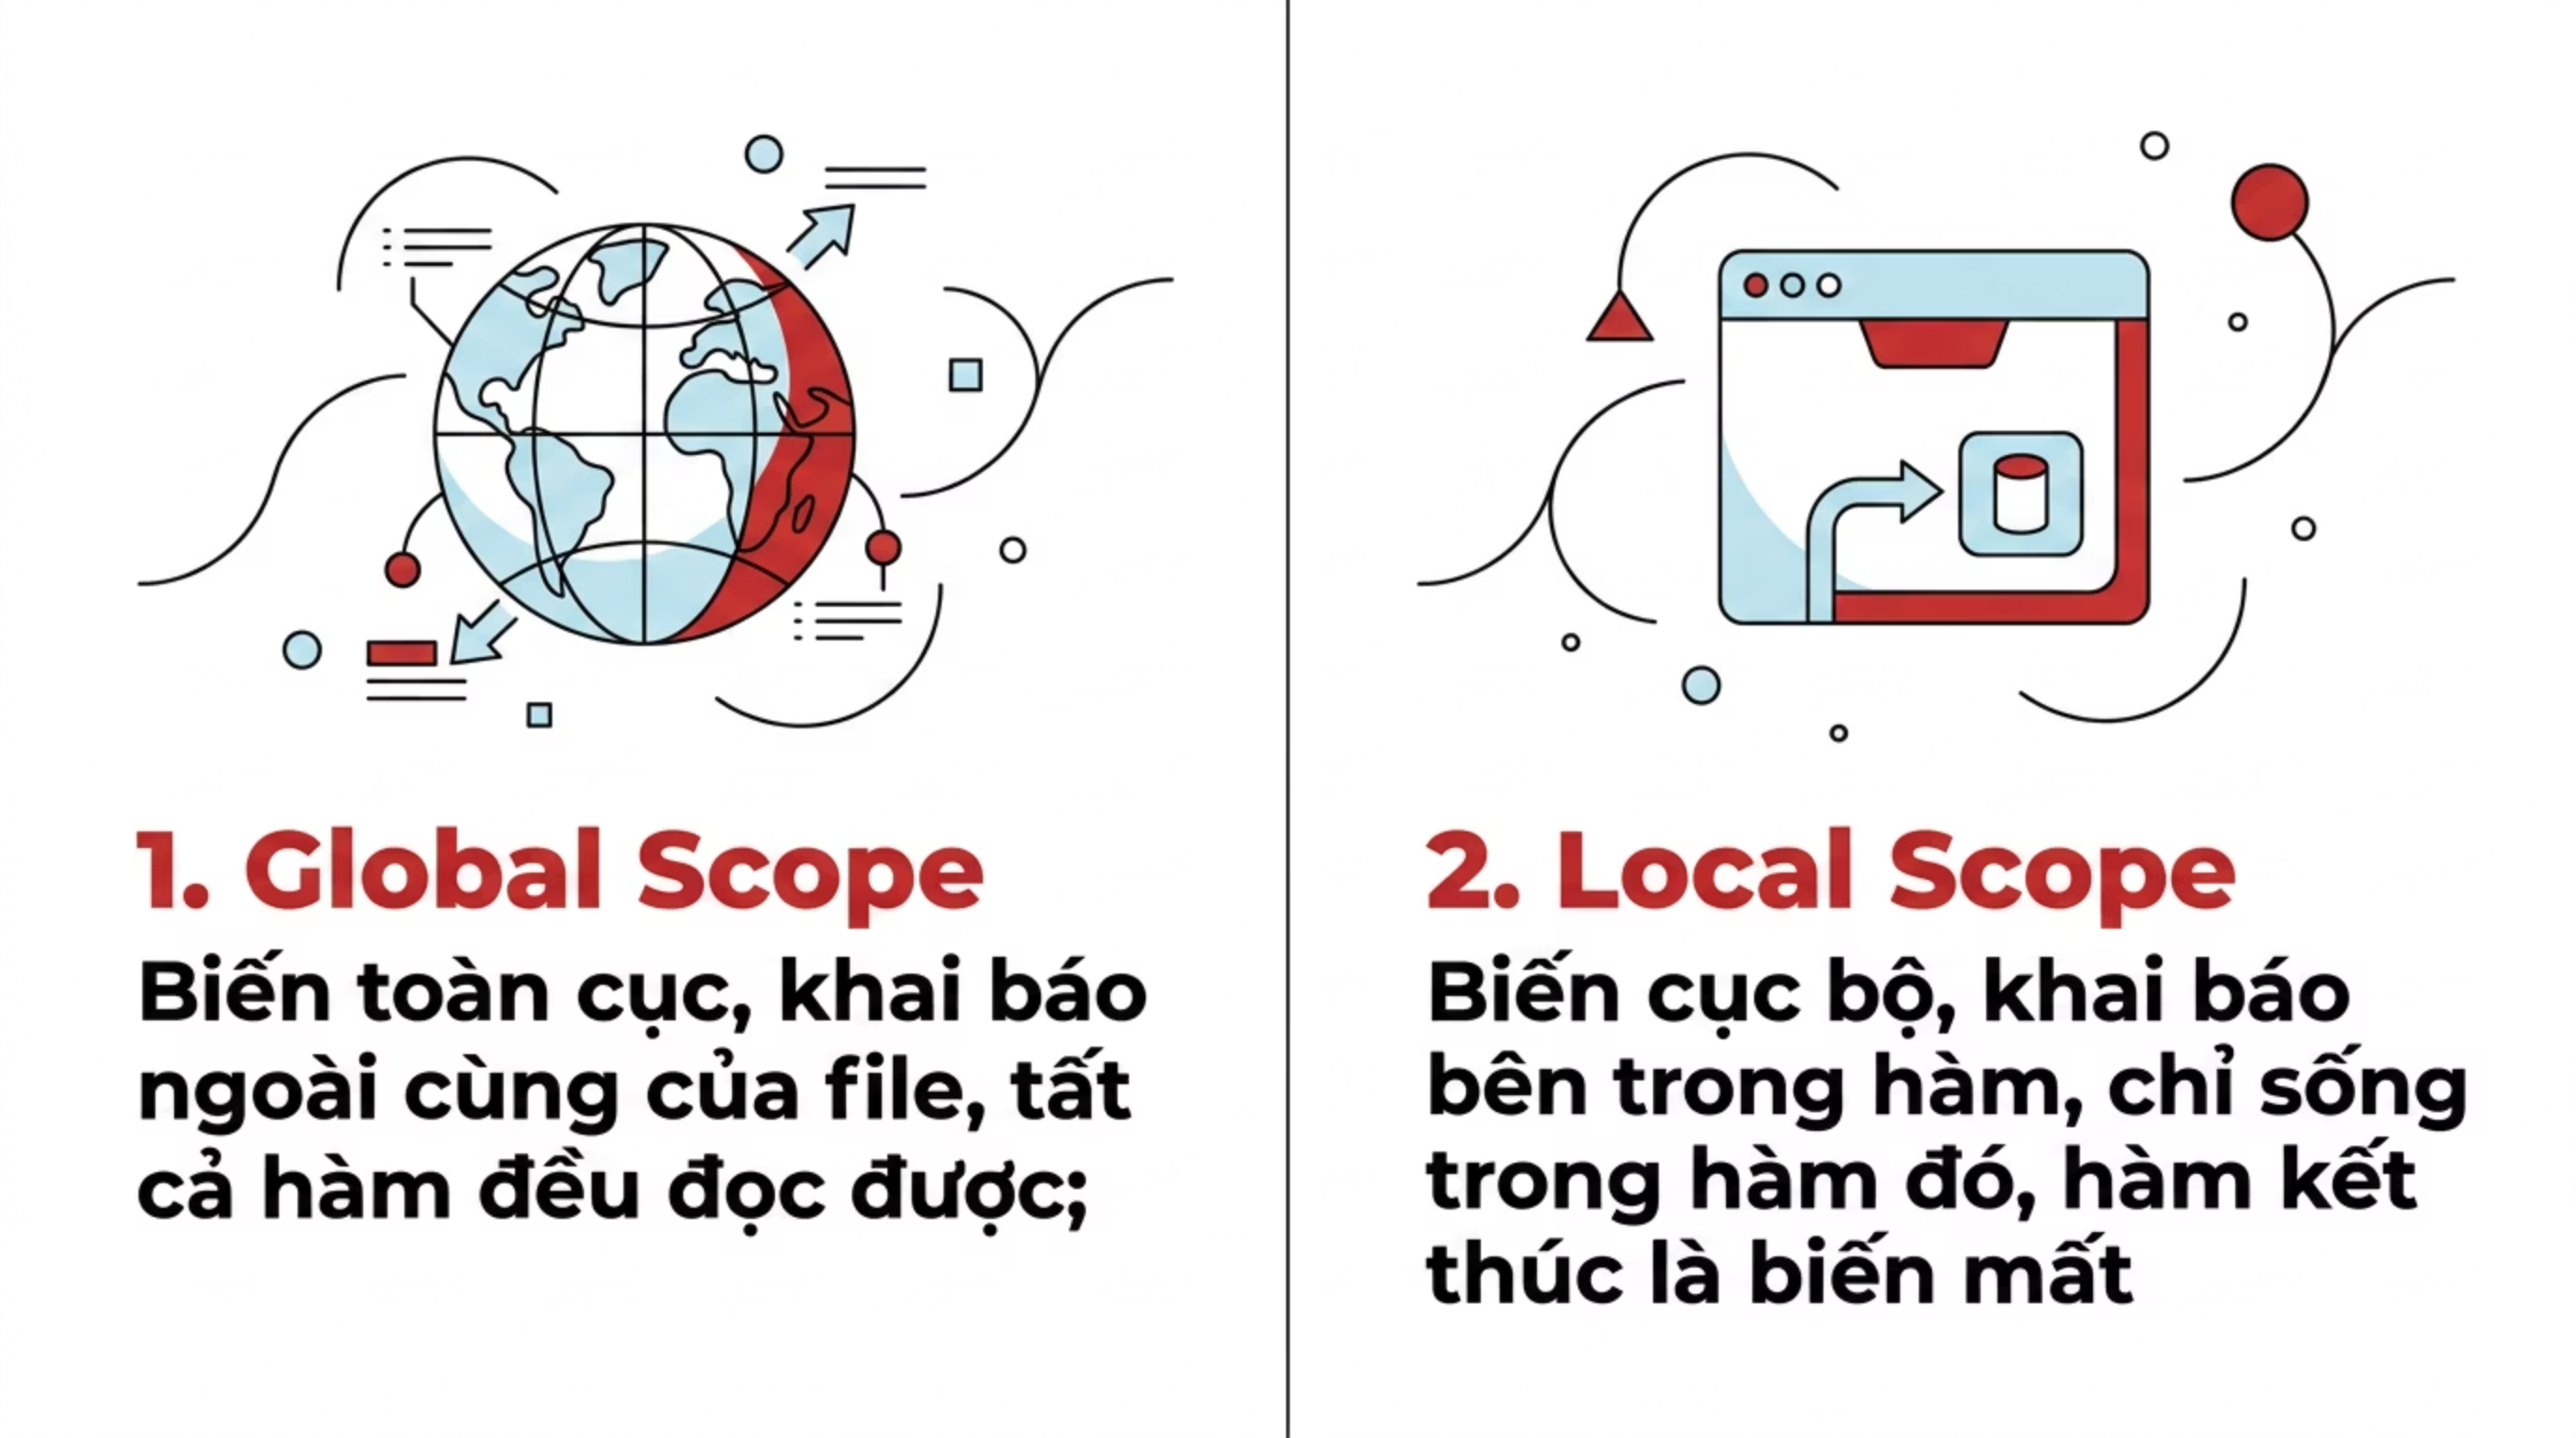 1. Global Scope
Biến toàn cục, khai báo
ngoài cùng của file, tất
cả hàm đều đọc được;
2. Local Scope
Biến cục bộ, khai báo
bên trong hàm, chỉ sống
trong hàm đó, hàm kết
thúc là biến mất